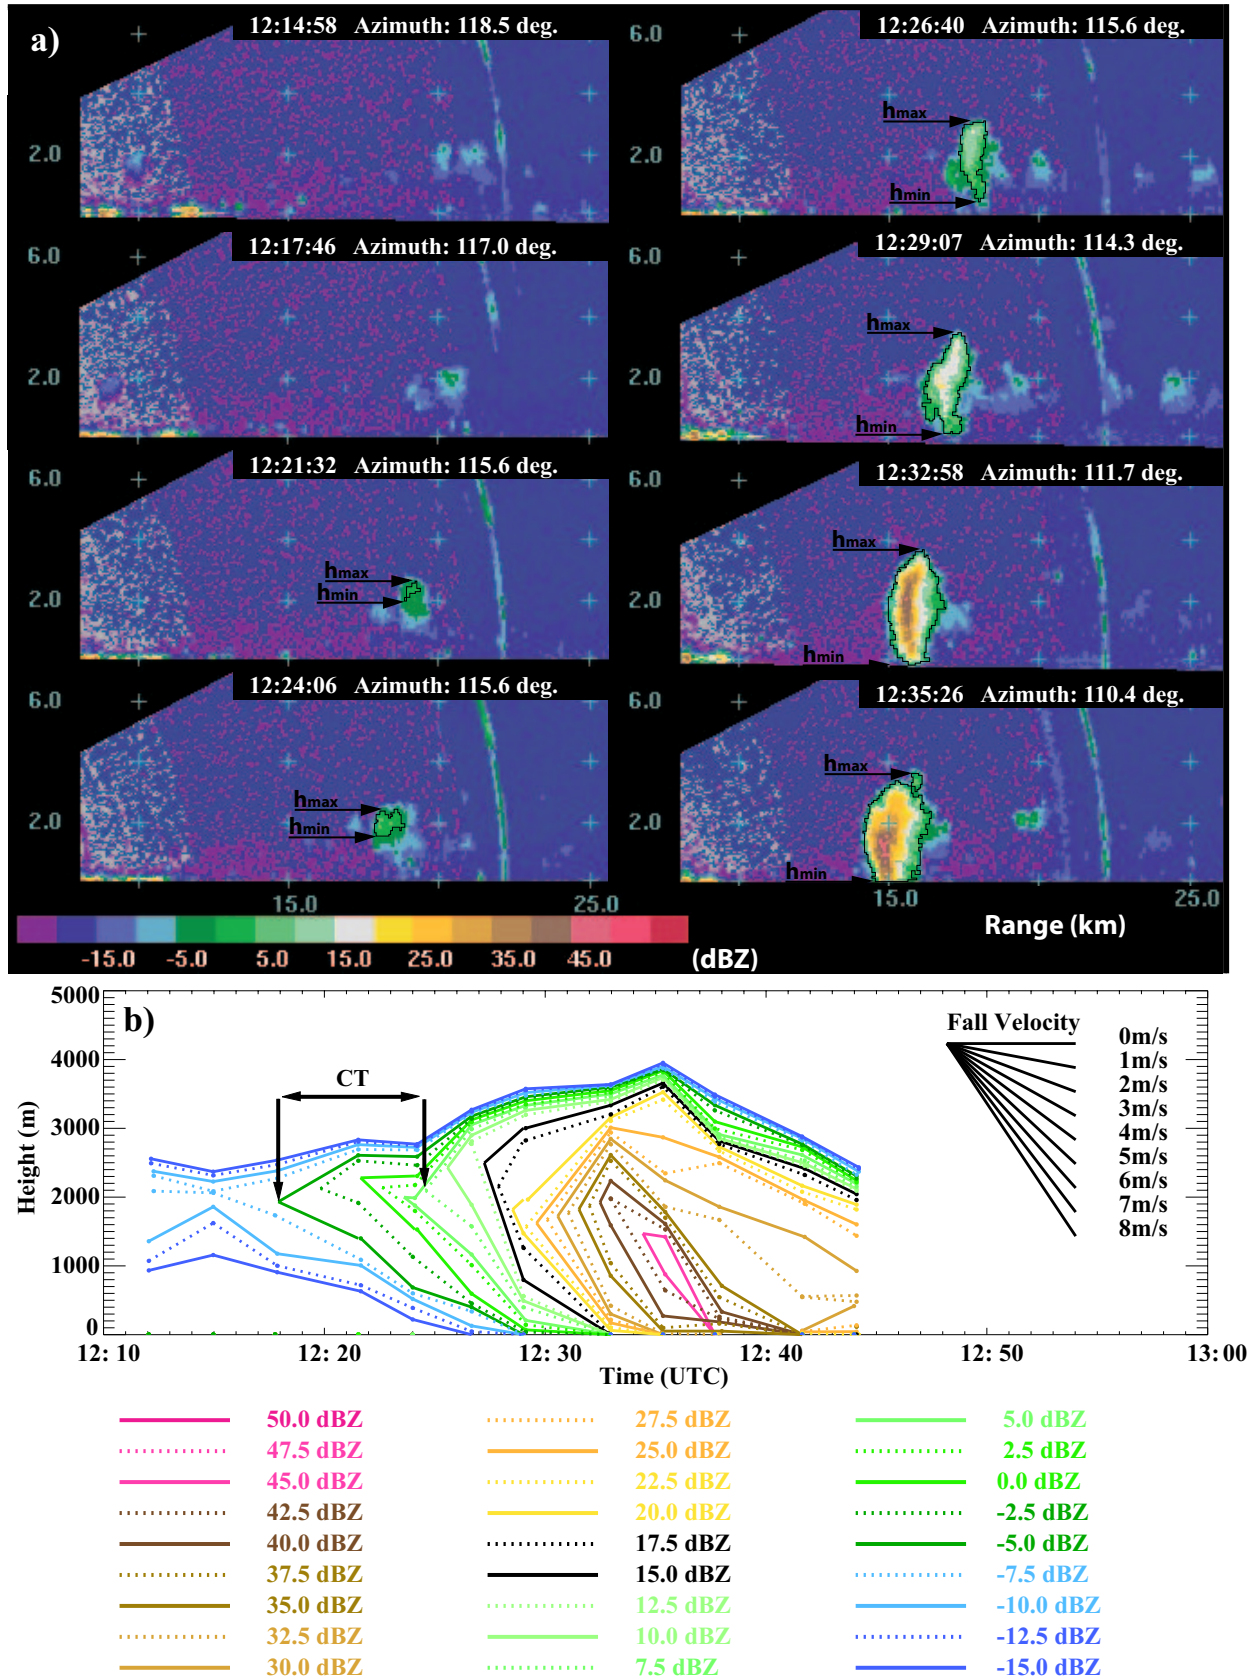 a)
12:14:58 Azimuth: 118.5 deg.
2.0
12:17:46 Azimuth: 117.0 deg.
6.0
2.0
12:21:32 Azimuth: 115.6 deg.
6.0
hmax
hmin
2.0
12:24:06 Azimuth: 115.6 deg.
6.0
hmax
hmin
2.0
15.0 25.0
12:26:40 Azimuth: 115.6 deg.
6.0
hmax
2.0
hmin
12:29:07 Azimuth: 114.3 deg.
6.0
hmax
2.0
hmin
12:32:58 Azimuth: 111.7 deg.
6.0
hmax
2.0
hmin
12:35:26 Azimuth: 110.4 deg.
6.0
hmax
2.0
hmin
15.0 25.0
Range (km)
-15.0 -5.0 5.0 15.0 25.0 35.0 45.0 (dBZ)
b)
5000
4000
3000
2000
1000
0
Height (m)
CT
Fall Velocity
0m/s
1m/s
2m/s
3m/s
4m/s
5m/s
6m/s
7m/s
8m/s
12:10 12:20 12:30 12:40 12:50 13:00
Time (UTC)
50.0 dBZ
47.5 dBZ
45.0 dBZ
42.5 dBZ
40.0 dBZ
37.5 dBZ
35.0 dBZ
32.5 dBZ
30.0 dBZ
27.5 dBZ
25.0 dBZ
22.5 dBZ
20.0 dBZ
17.5 dBZ
15.0 dBZ
12.5 dBZ
10.0 dBZ
7.5 dBZ
5.0 dBZ
2.5 dBZ
0.0 dBZ
-2.5 dBZ
-5.0 dBZ
-7.5 dBZ
-10.0 dBZ
-12.5 dBZ
-15.0 dBZ